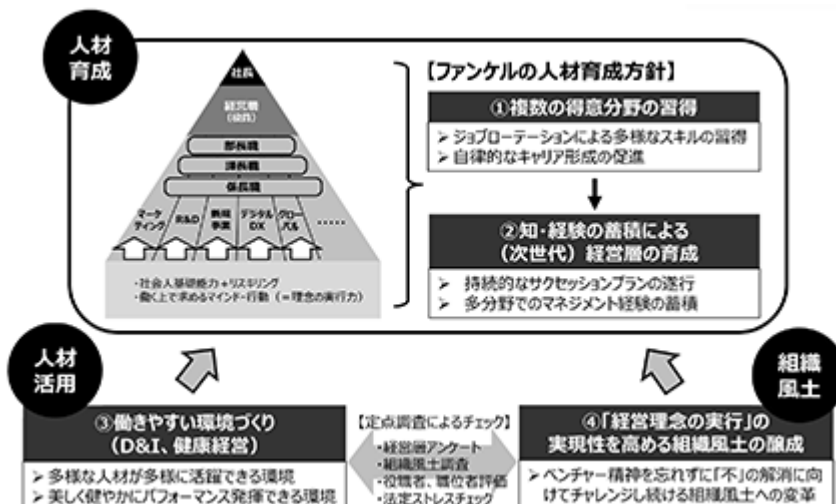 人材
育成
社長
経営層
(役員)
部長職
課長職
係長職
マーケ
ティング
R&D
新規
事業
デジタル
DX
グロー
バル
……
・社会人基礎能力+リスキリング
・働く上で求めるマインド・行動(=理念の実行力)
【ファンケルの人材育成方針】
①複数の得意分野の習得
➢ ジョブローテーションによる多様なスキルの習得
➢ 自律的なキャリア形成の促進
②知・経験の蓄積による
(次世代)経営層の育成
➢ 持続的なサクセッションプランの遂行
➢ 多分野でのマネジメント経験の蓄積
人材
活用
③働きやすい環境づくり
(D&I、健康経営)
➢ 多様な人材が多様に活躍できる環境
➢ 美しく健やかにパフォーマンス発揮できる環境
【定点調査によるチェック】
・経営層アンケート
・組織風土調査
・役職者、職位者評価
・法定ストレスチェック
組織
風土
④「経営理念の実行」の
実現性を高める組織風土の醸成
➢ ベンチャー精神を忘れずに「不」の解消に向
けてチャレンジし続ける組織風土への変革